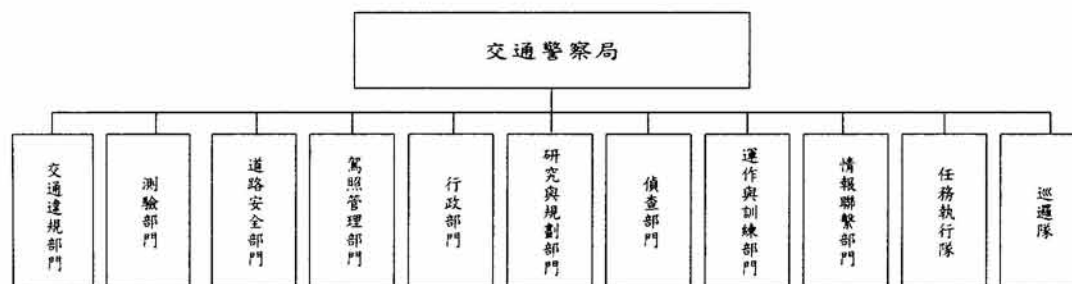 交通警察局
交通違規部門
測驗部門
道路安全部門
駕照管理部門
行政部門
研究與規劃部門
偵查部門
運作與訓練部門
情報聯繫部門
任務執行隊
巡邏隊